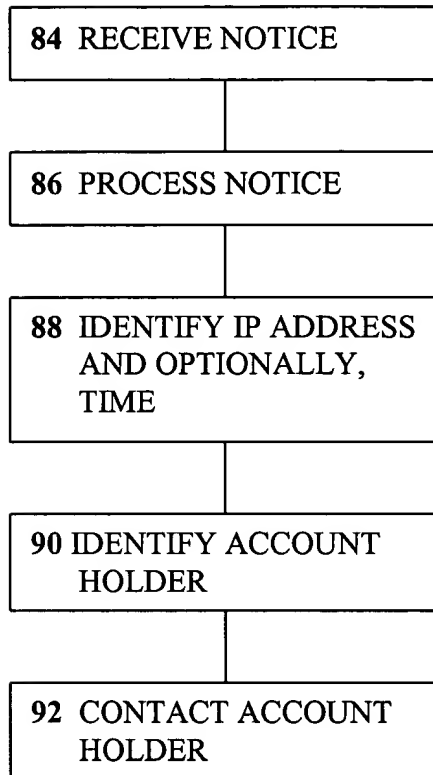 84 RECEIVE NOTICE
86 PROCESS NOTICE
88 IDENTIFY IP ADDRESS
AND OPTIONALLY,
TIME
90 IDENTIFY ACCOUNT
HOLDER
92 CONTACT ACCOUNT
HOLDER